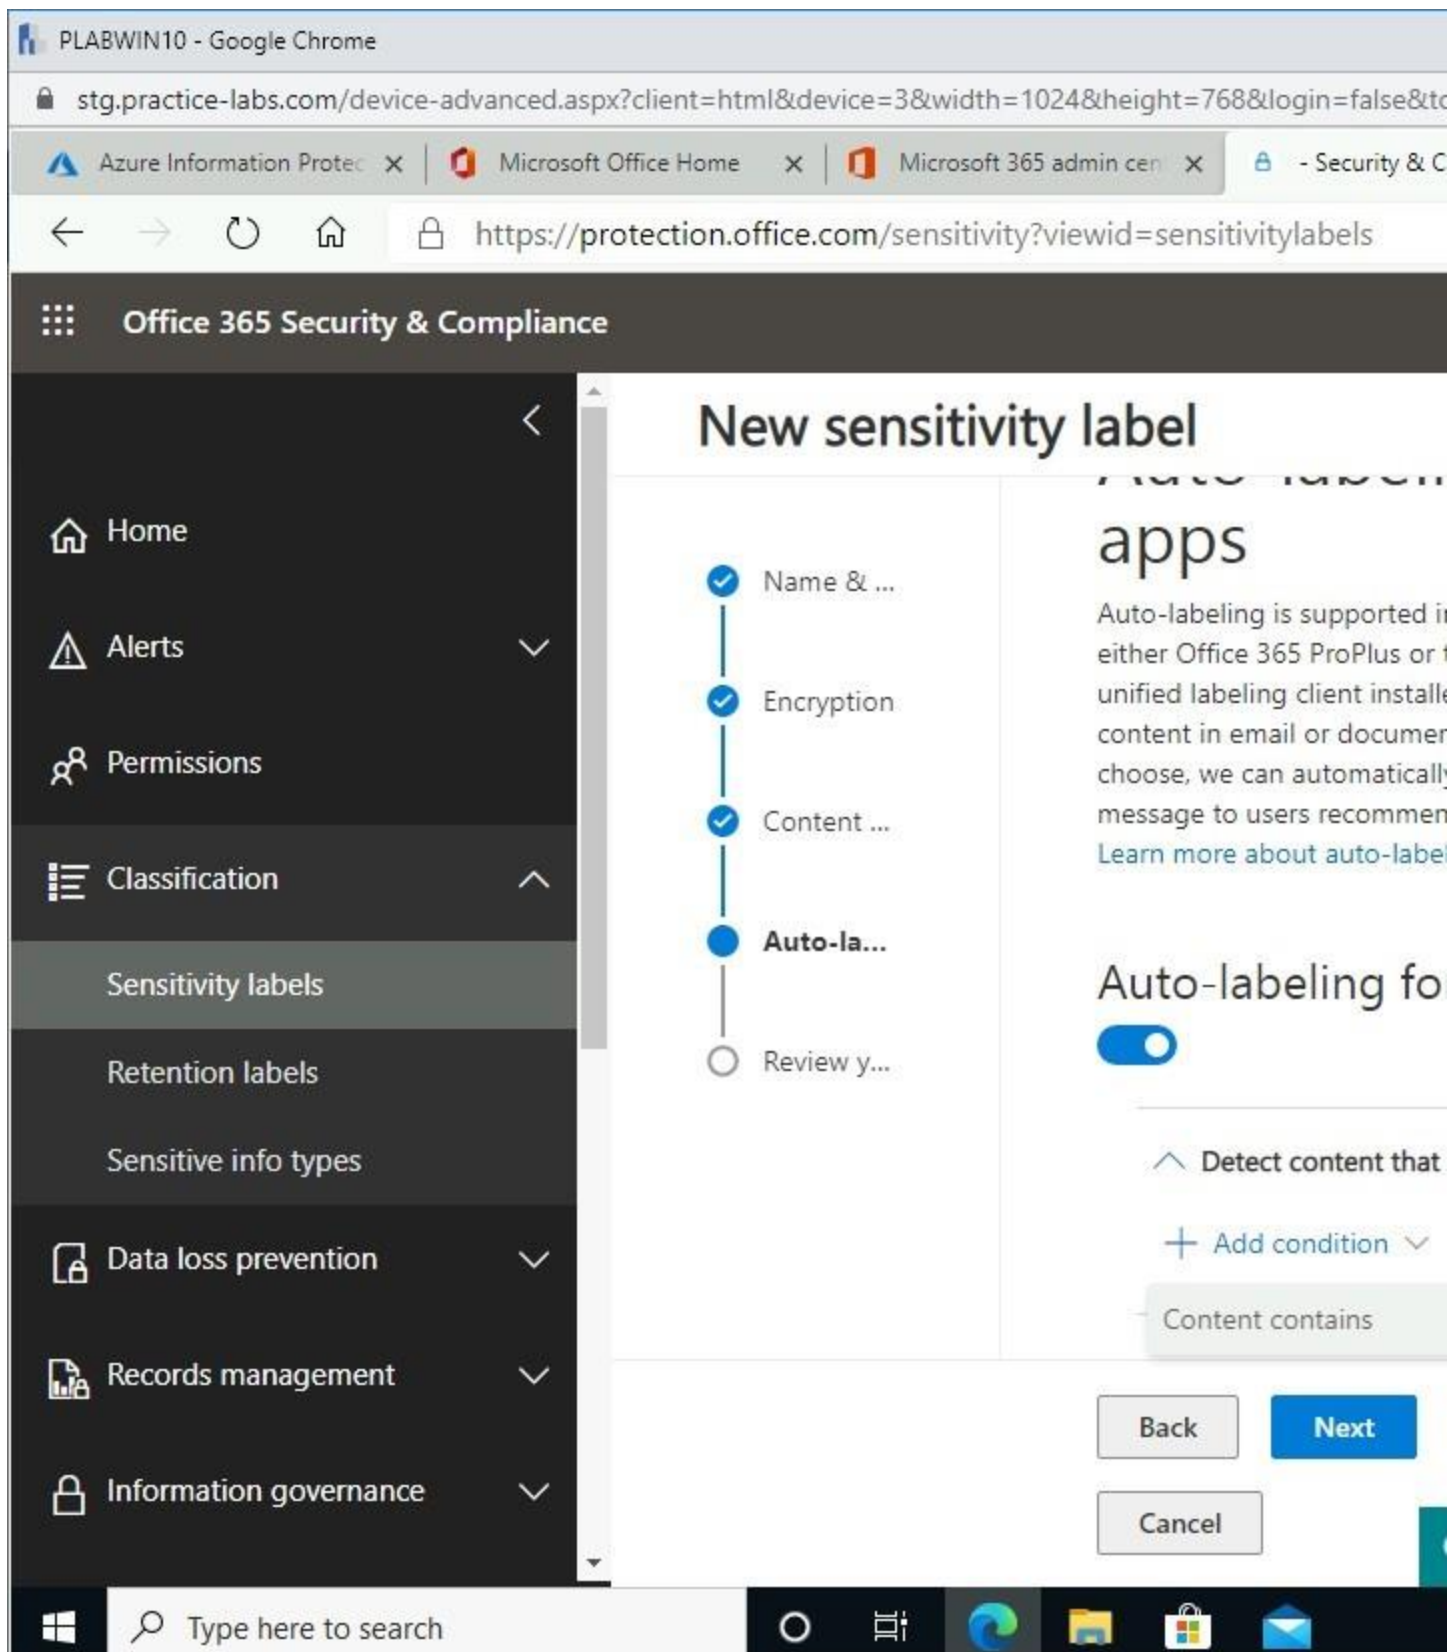 PLABWIN10 - Google Chrome
stg.practice-labs.com/device-advanced.aspx?client=html&device=3&width=1024&height=768&login=false&to
Azure Information Protec
Microsoft Office Home
Microsoft 365 admin cen
- Security & C
https://protection.office.com/sensitivity?viewid=sensitivitylabels
Office 365 Security & Compliance
Home
Alerts
Permissions
Classification
Sensitivity labels
Retention labels
Sensitive info types
Data loss prevention
Records management
Information governance
New sensitivity label
Name & ...
Encryption
Content ...
Auto-la...
Review y...
apps
Auto-labeling is supported in
either Office 365 ProPlus or t
unified labeling client installe
content in email or documen
choose, we can automatically
message to users recommen
Learn more about auto-label
Auto-labeling for
Detect content that
Add condition
Content contains
Back
Next
Cancel
Type here to search